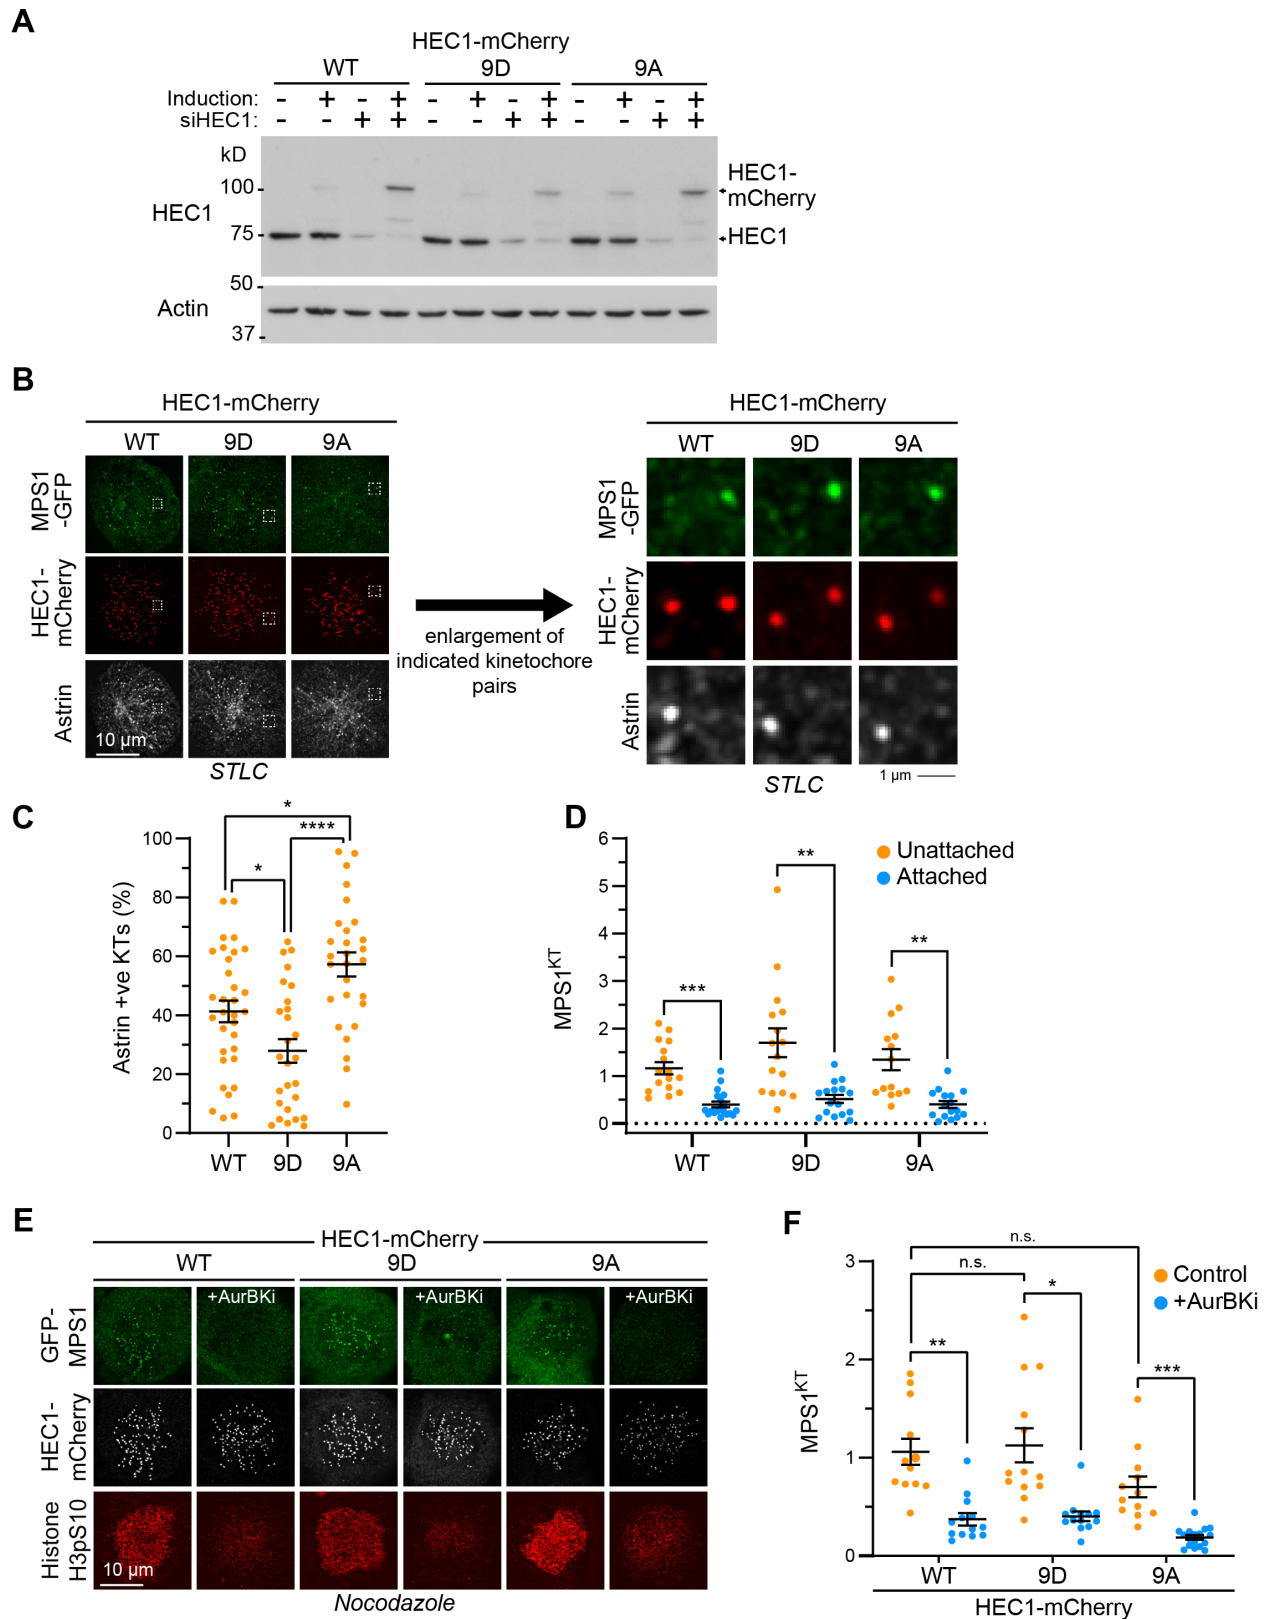 A
HEC1-mCherry
WT 9D 9A
Induction: - + - + - + - + - + - +
siHEC1: - - + + - - + + - - + +
kD
100
75
50
37
HEC1
Actin
HEC1-
mCherry
HEC1
B
HEC1-mCherry
WT 9D 9A
MPS1
-GFP
HEC1-
mCherry
Astrin
10 µm
STLC
enlargement of
indicated kinetochore
pairs
HEC1-mCherry
WT 9D 9A
MPS1
-GFP
HEC1-
mCherry
Astrin
STLC
1 µm
C
Astrin +ve KTs (%)
100
80
60
40
20
0
*
****
*
WT 9D 9A
D
MPS1KT
6
5
4
3
2
1
0
Unattached
Attached
***
**
**
WT 9D 9A
E
HEC1-mCherry
WT 9D 9A
+AurBKi +AurBKi +AurBKi
GFP-
MPS1
HEC1-
mCherry
Histone
H3pS10
10 µm
Nocodazole
F
MPS1KT
3
2
1
0
n.s.
n.s.
*
**
***
Control
+AurBKi
WT 9D 9A
HEC1-mCherry